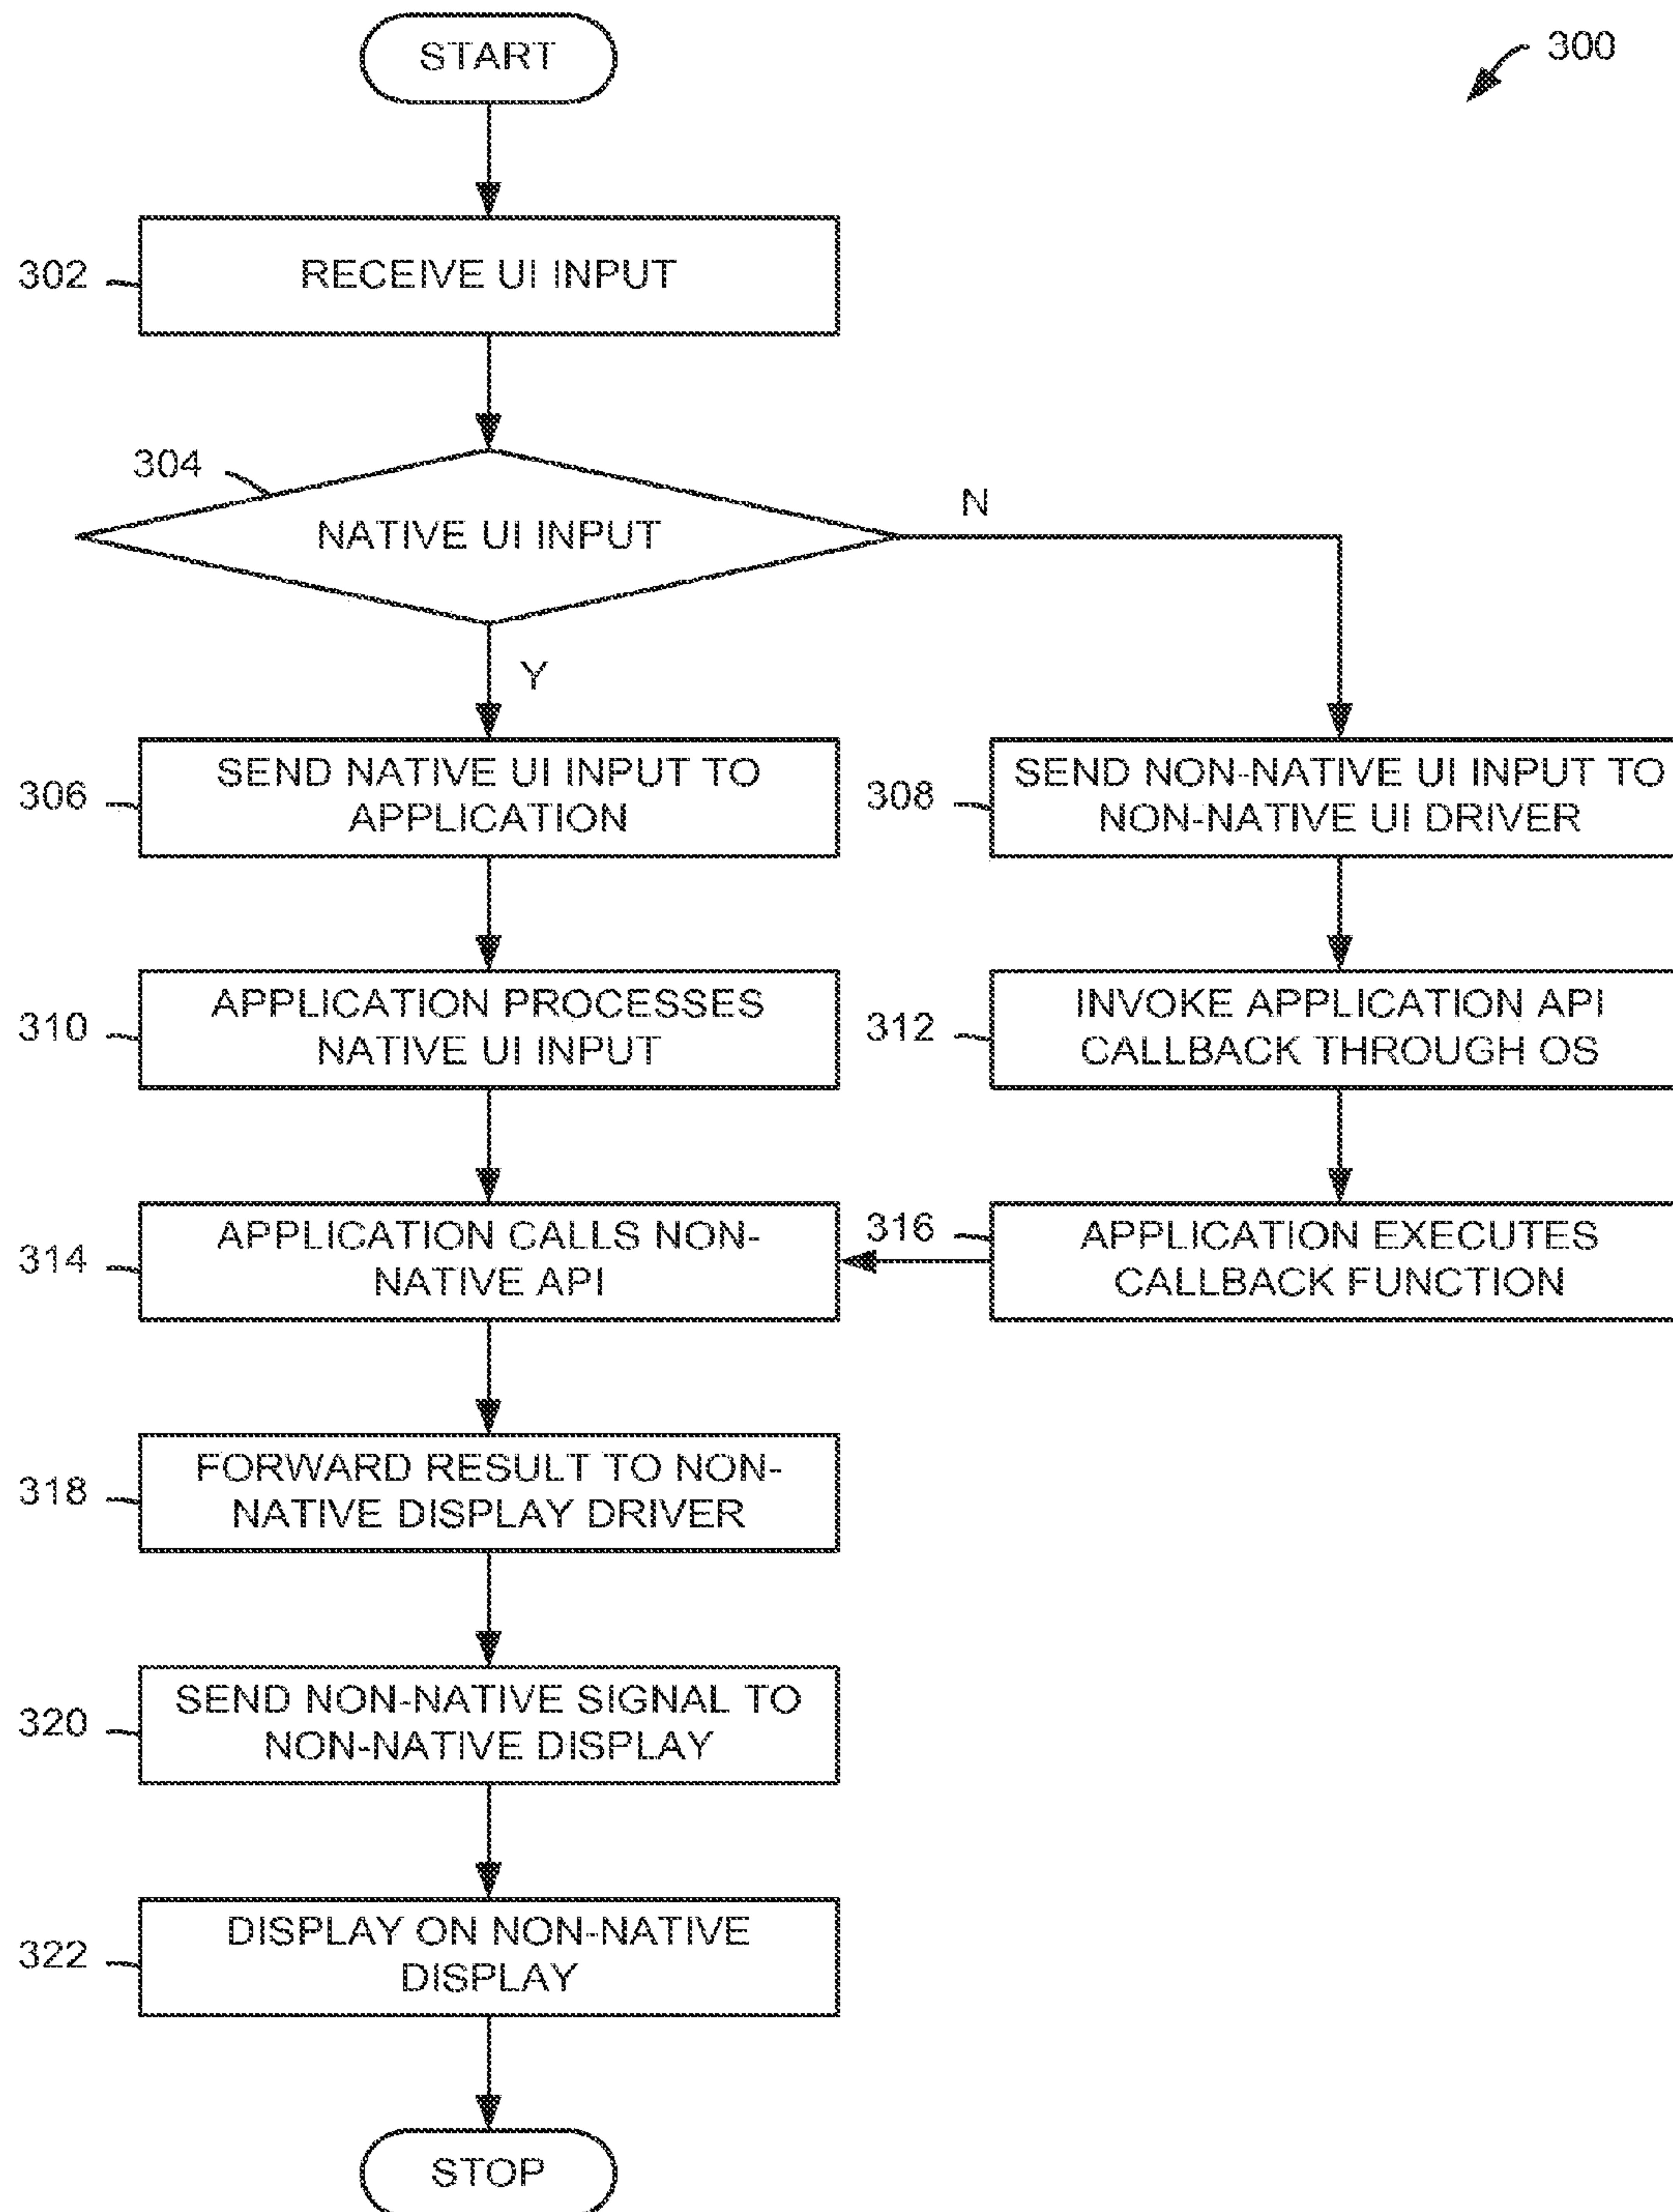 START
300
302
RECEIVE UI INPUT
304
NATIVE UI INPUT
N
Y
306
SEND NATIVE UI INPUT TO
APPLICATION
308
SEND NON-NATIVE UI INPUT TO
NON-NATIVE UI DRIVER
310
APPLICATION PROCESSES
NATIVE UI INPUT
312
INVOKE APPLICATION API
CALLBACK THROUGH OS
314
APPLICATION CALLS NON-
NATIVE API
316
APPLICATION EXECUTES
CALLBACK FUNCTION
318
FORWARD RESULT TO NON-
NATIVE DISPLAY DRIVER
320
SEND NON-NATIVE SIGNAL TO
NON-NATIVE DISPLAY
322
DISPLAY ON NON-NATIVE
DISPLAY
STOP